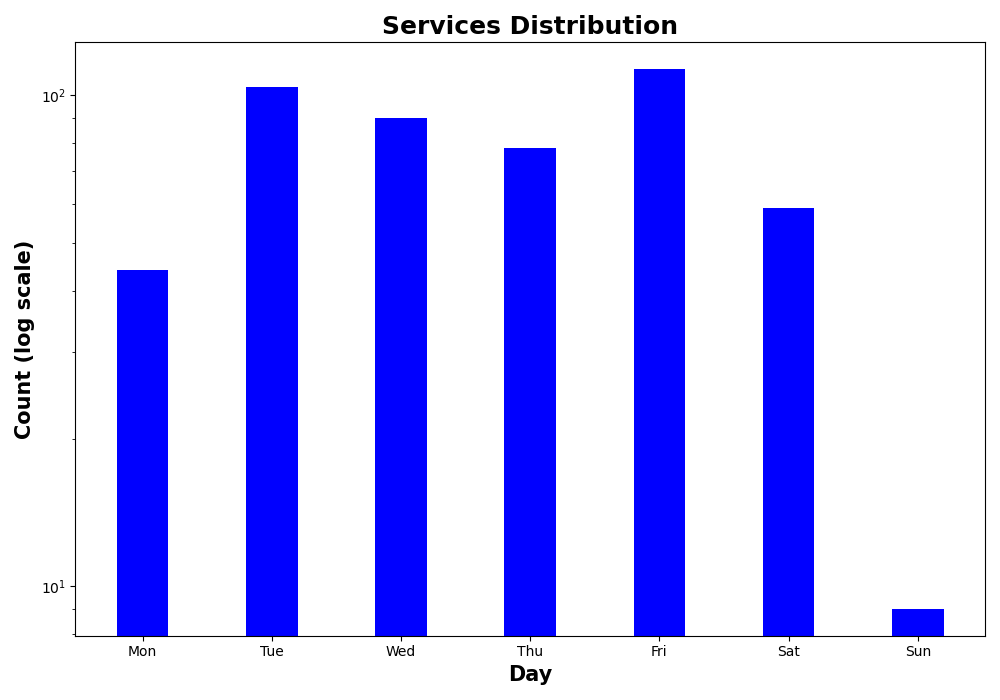 Services Distribution
Count (log scale)
10²
10¹
Mon Tue Wed Thu Fri Sat Sun
Day